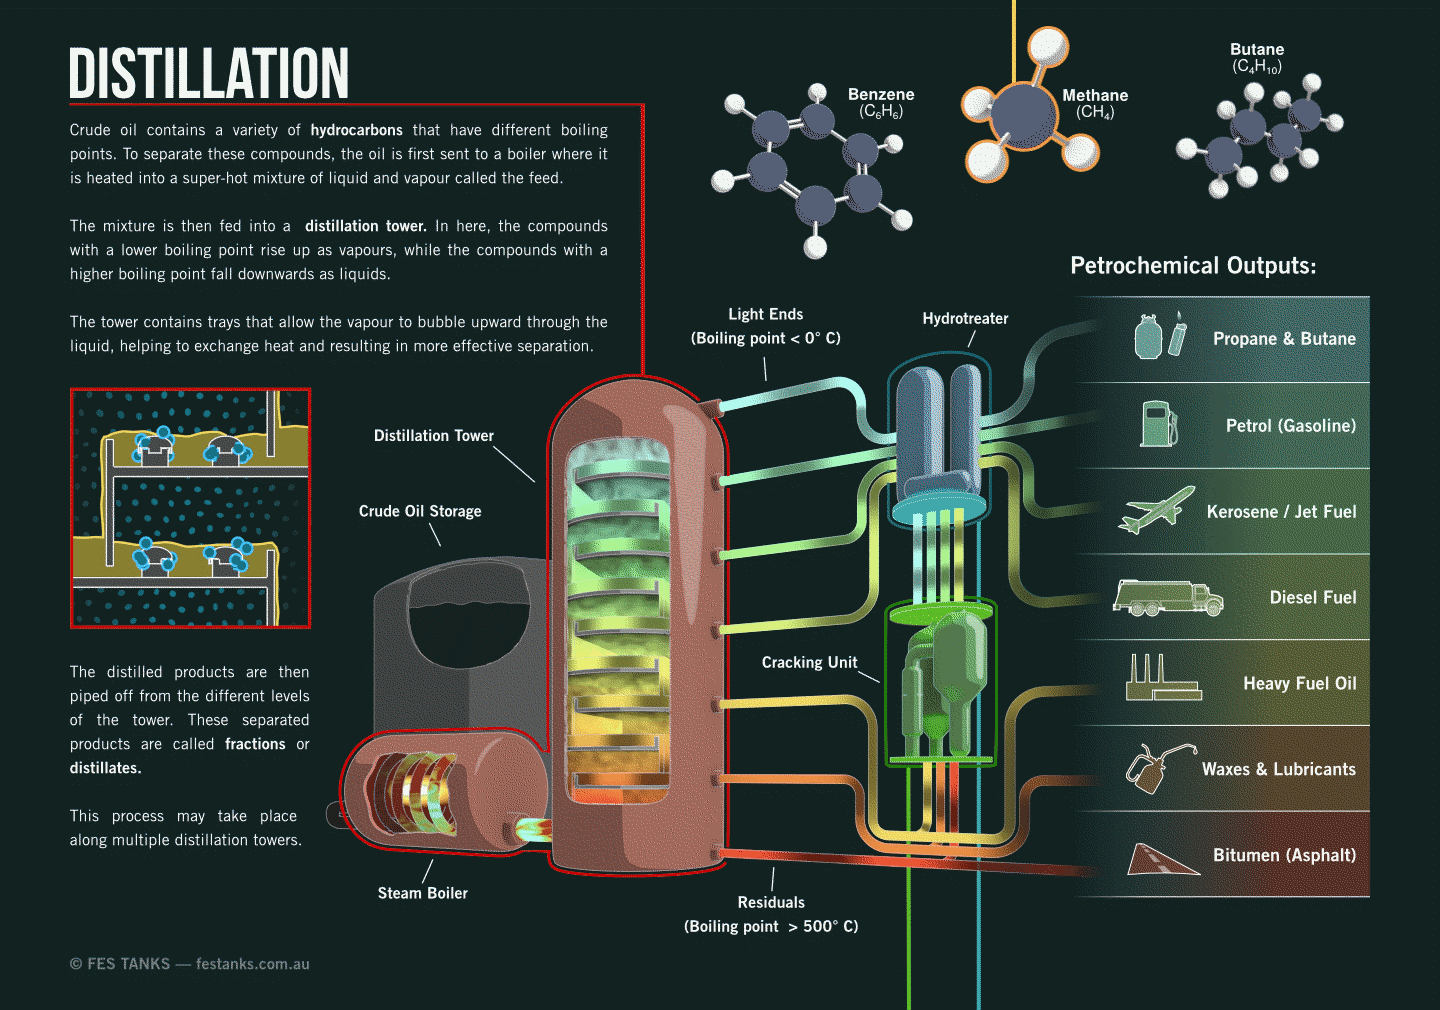 DISTILLATION
Crude oil contains a variety of hydrocarbons that have different boiling
points. To separate these compounds, the oil is first sent to a boiler where it
is heated into a super-hot mixture of liquid and vapour called the feed.
The mixture is then fed into a distillation tower. In here, the compounds
with a lower boiling point rise up as vapours, while the compounds with a
higher boiling point fall downwards as liquids.
The tower contains trays that allow the vapour to bubble upward through the
liquid, helping to exchange heat and resulting in more effective separation.
Benzene
(C₆H₆)
Methane
(CH₄)
Butane
(C₄H₁₀)
Petrochemical Outputs:
Light Ends
(Boiling point < 0° C)
Hydrotreater
Distillation Tower
Crude Oil Storage
Cracking Unit
Propane & Butane
Petrol (Gasoline)
Kerosene / Jet Fuel
Diesel Fuel
Heavy Fuel Oil
Waxes & Lubricants
Bitumen (Asphalt)
The distilled products are then
piped off from the different levels
of the tower. These separated
products are called fractions or
distillates.
This process may take place
along multiple distillation towers.
Steam Boiler
Residuals
(Boiling point > 500° C)
© FES TANKS — festanks.com.au